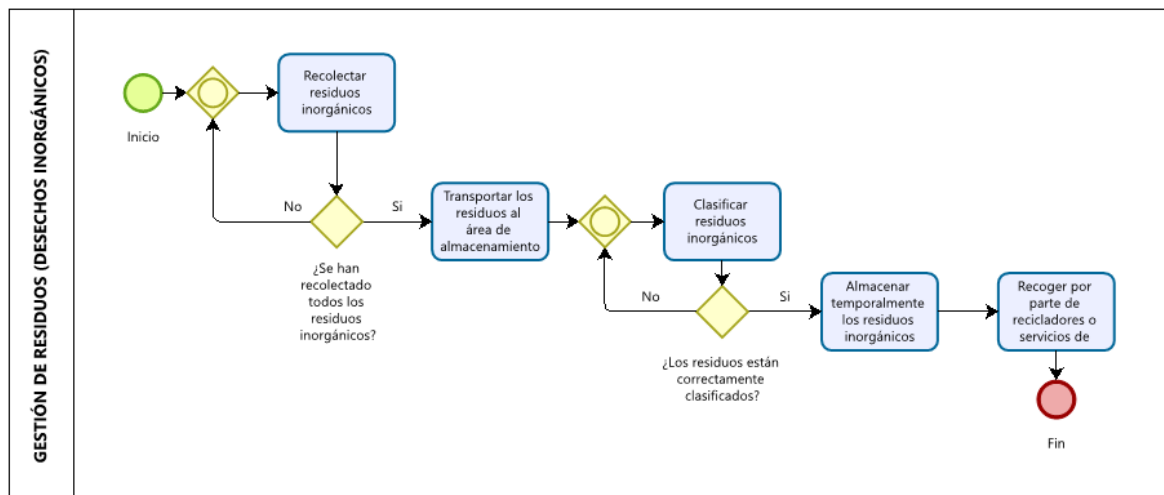 GESTIÓN DE RESIDUOS (DESECHOS INORGÁNICOS)
Inicio
Recolectar
residuos
inorgánicos
No
Si
¿Se han
recolectado
todos los
residuos
inorgánicos?
Transportar los
residuos al
área de
almacenamiento
Clasificar
residuos
inorgánicos
No
Si
¿Los residuos están
correctamente
clasificados?
Almacenar
temporalmente
los residuos
inorgánicos
Recoger por
parte de
recicladores o
servicios de
Fin